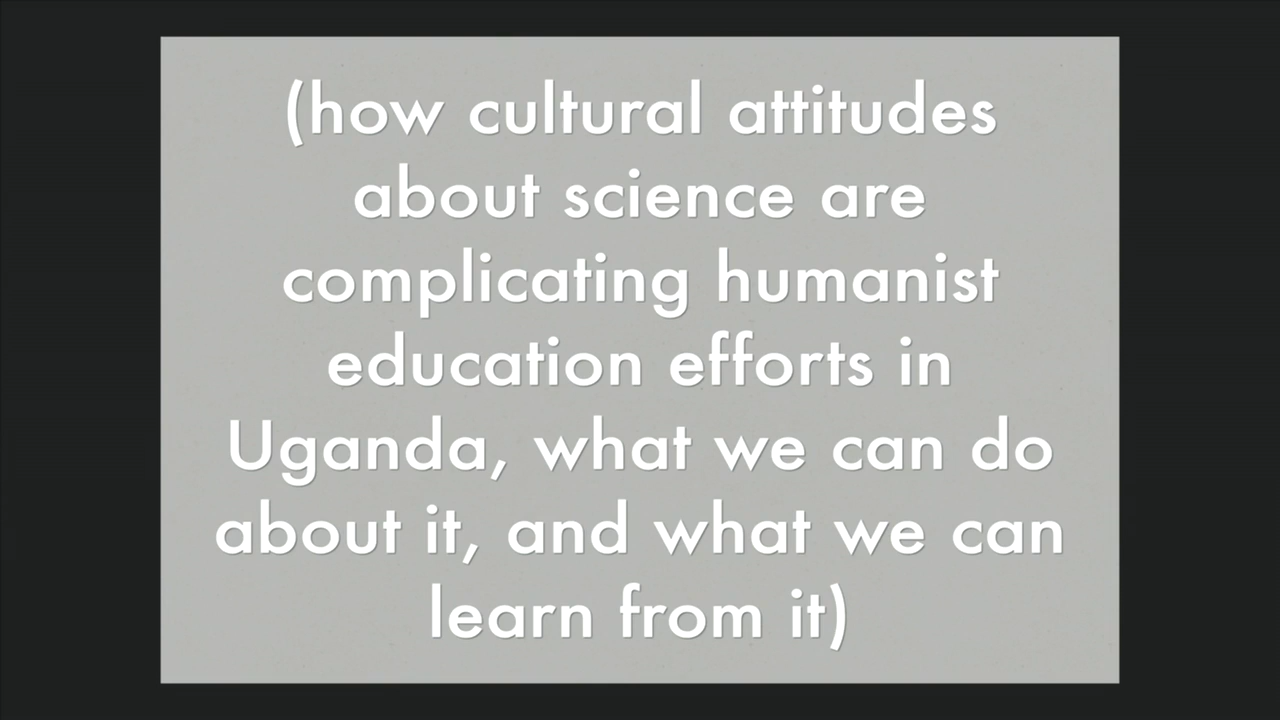 (how cultural attitudes
about science are
complicating humanist
education efforts in
Uganda, what we can do
about it, and what we can
learn from it)